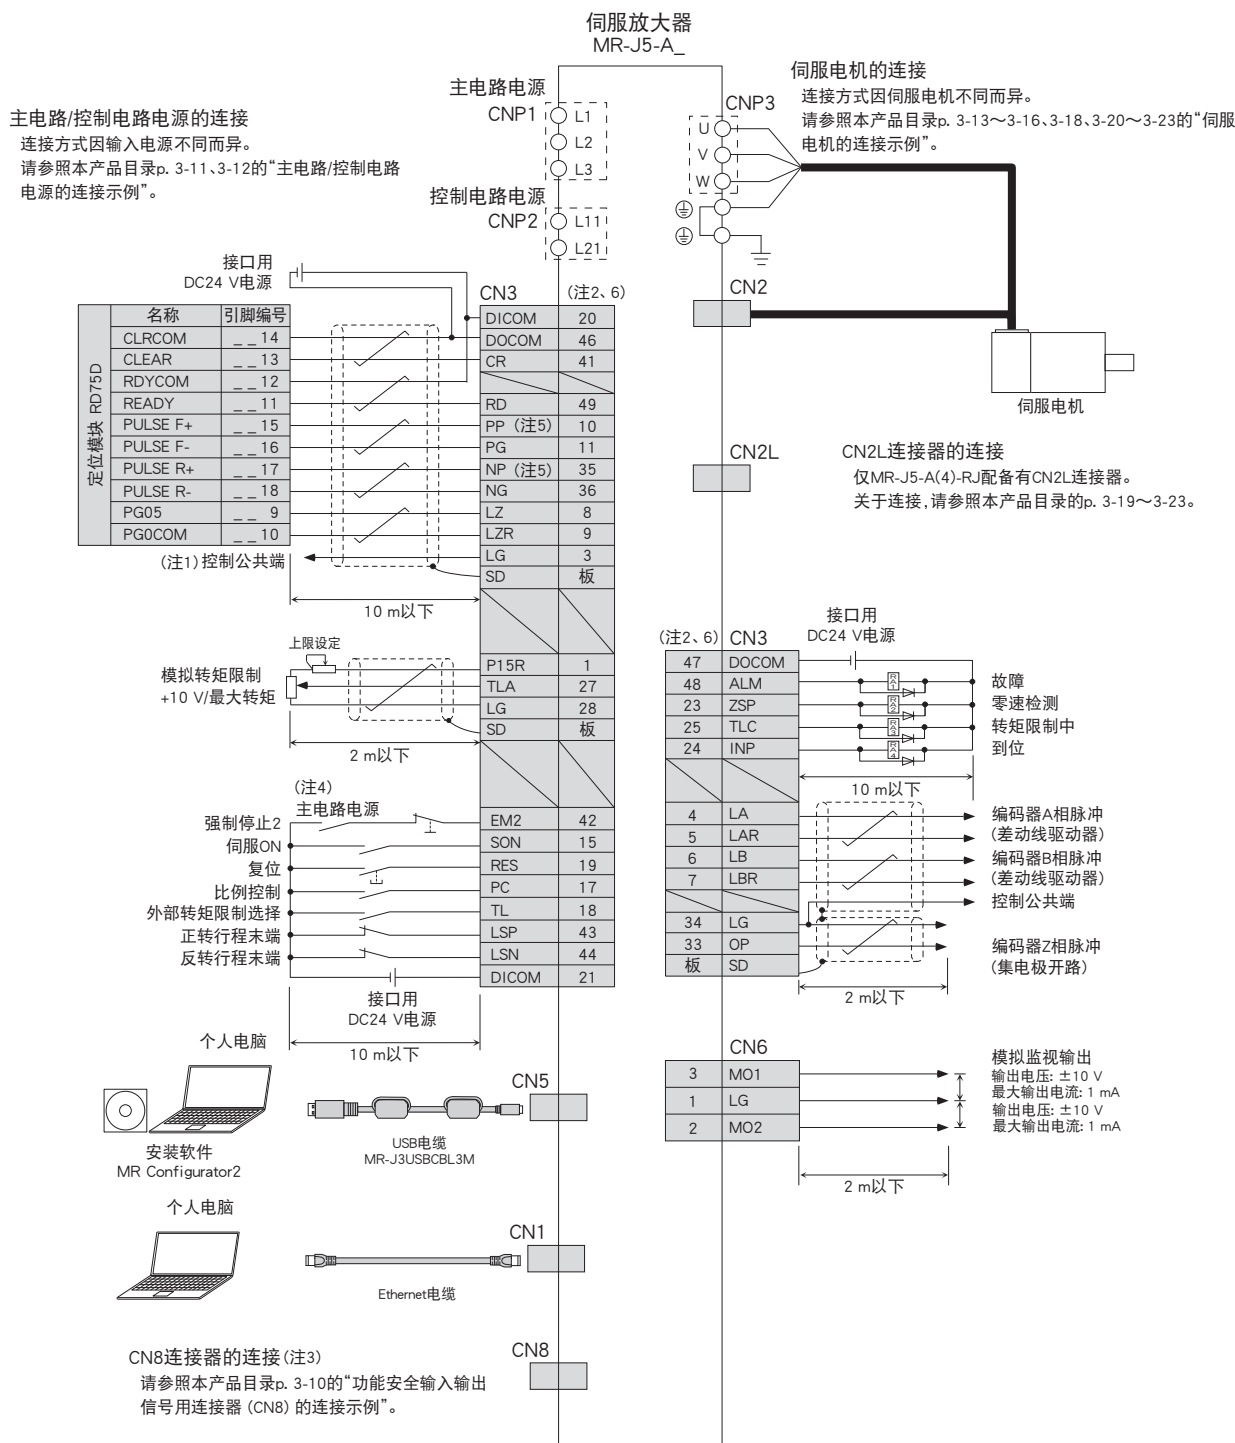 伺服放大器
MR-J5-A_
主电路/控制电路电源的连接
连接方式因输入电源不同而异。
请参照本产品目录p. 3-11、3-12的“主电路/控制电路
电源的连接示例”。
主电路电源
CNP1
L1
L2
L3
控制电路电源
CNP2
L11
L21
CNP3
U
V
W
伺服电机的连接
连接方式因伺服电机不同而异。
请参照本产品目录p. 3-13～3-16、3-18、3-20～3-23的“伺服
电机的连接示例”。
CN2
伺服电机
CN2L
CN2L连接器的连接
仅MR-J5-A(4)-RJ配备有CN2L连接器。
关于连接,请参照本产品目录的p. 3-19～3-23。
接口用
DC24 V电源
定位模块 RD75D
名称 引脚编号
CLRCOM _ _ 14
CLEAR _ _ 13
RDYCOM _ _ 12
READY _ _ 11
PULSE F+ _ _ 15
PULSE F- _ _ 16
PULSE R+ _ _ 17
PULSE R- _ _ 18
PG05 _ _ 9
PG0COM _ _ 10
(注1) 控制公共端
10 m以下
CN3 (注2、6)
DICOM 20
DOCOM 46
CR 41
RD 49
PP (注5) 10
PG 11
NP (注5) 35
NG 36
LZ 8
LZR 9
LG 3
SD 板
上限设定
模拟转矩限制
+10 V/最大转矩
2 m以下
P15R 1
TLA 27
LG 28
SD 板
(注4)
主电路电源
强制停止2 EM2 42
伺服ON SON 15
复位 RES 19
比例控制 PC 17
外部转矩限制选择 TL 18
正转行程末端 LSP 43
反转行程末端 LSN 44
DICOM 21
接口用
DC24 V电源
10 m以下
(注2、6) CN3
接口用
DC24 V电源
47 DOCOM
48 ALM RA1 故障
23 ZSP RA2 零速检测
25 TLC RA3 转矩限制中
24 INP RA4 到位
10 m以下
4 LA 编码器A相脉冲
5 LAR (差动线驱动器)
6 LB 编码器B相脉冲
7 LBR (差动线驱动器)
控制公共端
34 LG
33 OP 编码器Z相脉冲
板 SD (集电极开路)
2 m以下
CN6
3 MO1
1 LG
2 MO2
模拟监视输出
输出电压: ±10 V
最大输出电流: 1 mA
输出电压: ±10 V
最大输出电流: 1 mA
2 m以下
个人电脑
安装软件
MR Configurator2
CN5
USB电缆
MR-J3USBCBL3M
个人电脑
CN1
Ethernet电缆
CN8
CN8连接器的连接(注3)
请参照本产品目录p. 3-10的“功能安全输入输出
信号用连接器 (CN8) 的连接示例”。